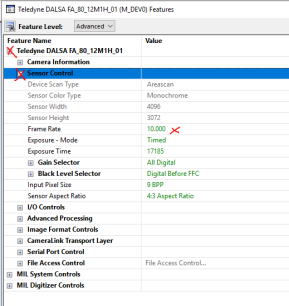 Teledyne DALSA FA_80_12M1H_01 (M_DEV0) Features
Feature Level: Advanced
Feature Name Value
Teledyne DALSA FA_80_12M1H_01
Camera Information
Sensor Control
Device Scan Type Areascan
Sensor Color Type Monochrome
Sensor Width 4096
Sensor Height 3072
Frame Rate 10.000
Exposure - Mode Timed
Exposure Time 17185
Gain Selector All Digital
Black Level Selector Digital Before FFC
Input Pixel Size 9 BPP
Sensor Aspect Ratio 4:3 Aspect Ratio
I/O Controls
Advanced Processing
Image Format Controls
CameraLink Transport Layer
Serial Port Control
File Access Control File Access Control...
MIL System Controls
MIL Digitizer Controls